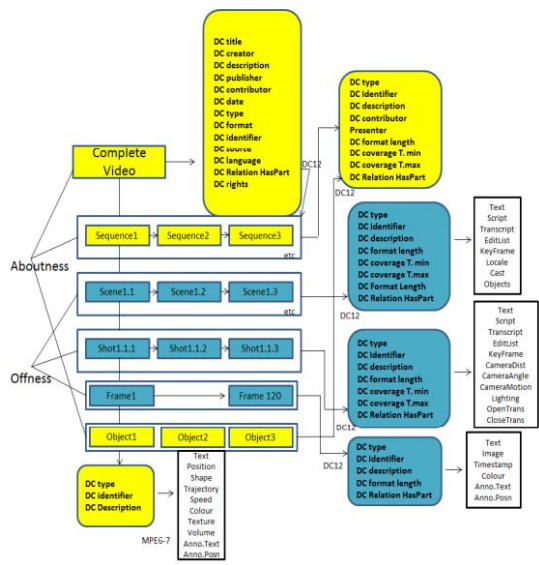 DC title
DC creator
DC description
DC publisher
DC contributor
DC date
DC type
DC format
DC identifier
DC source
DC language
DC Relation HasPart
DC rights
DC12
DC type
DC Identifier
DC description
DC contributor
Presenter
DC format length
DC coverage T. min
DC coverage T.max
DC Relation HasPart
DC12
Complete
Video
Sequence1
Sequence2
Sequence3
etc
Aboutness
Scene1.1
Scene1.2
Scene1.3
etc
DC12
DC type
DC Identifier
DC description
DC format length
DC coverage T. min
DC coverage T.max
DC Format Length
DC Relation HasPart
Text
Script
Transcript
EditList
KeyFrame
Locale
Cast
Objects
Shot1.1.1
Shot1.1.2
Shot1.1.3
Offness
DC12
DC type
DC Identifier
DC description
DC format length
DC coverage T. min
DC coverage T.max
DC Relation HasPart
Text
Script
Transcript
EditList
KeyFrame
CameraDist
CameraAngle
CameraMotion
Lighting
OpenTrans
CloseTrans
Frame1
Frame 120
DC12
DC type
DC Identifier
DC description
DC format length
DC Relation HasPart
Text
Image
Timestamp
Colour
Anno.Text
Anno.Posn
Object1
Object2
Object3
DC type
DC identifier
DC Description
MPEG-7
Text
Position
Shape
Trajectory
Speed
Colour
Texture
Volume
Anno.Text
Anno.Posn